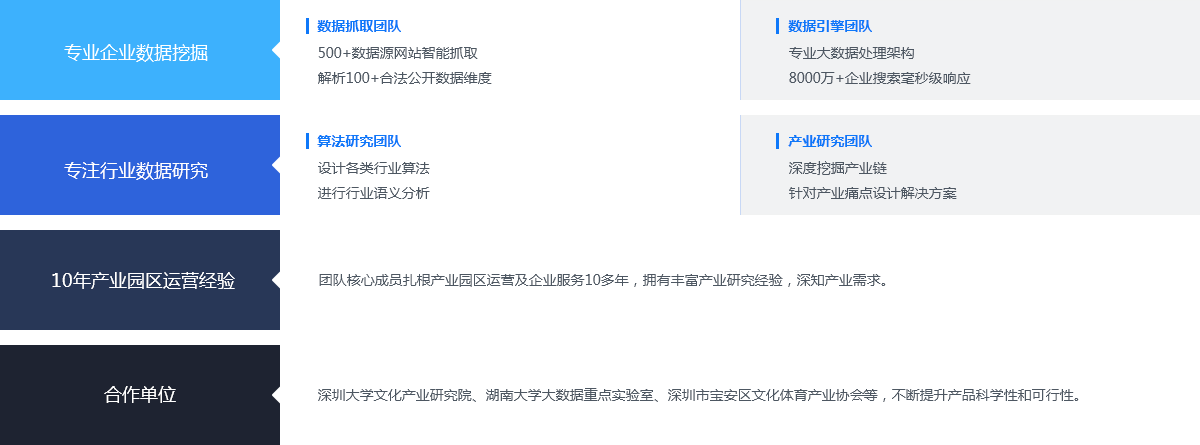 专业企业数据挖掘
数据抓取团队
500+数据源网站智能抓取
解析100+合法公开数据维度
数据引擎团队
专业大数据处理架构
8000万+企业搜索毫秒级响应
专注行业数据研究
算法研究团队
设计各类行业算法
进行行业语义分析
产业研究团队
深度挖掘产业链
针对产业痛点设计解决方案
10年产业园区运营经验
团队核心成员扎根产业园区运营及企业服务10多年，拥有丰富产业研究经验，深知产业需求。
合作单位
深圳大学文化产业研究院、湖南大学大数据重点实验室、深圳市宝安区文化体育产业协会等，不断提升产品科学性和可行性。